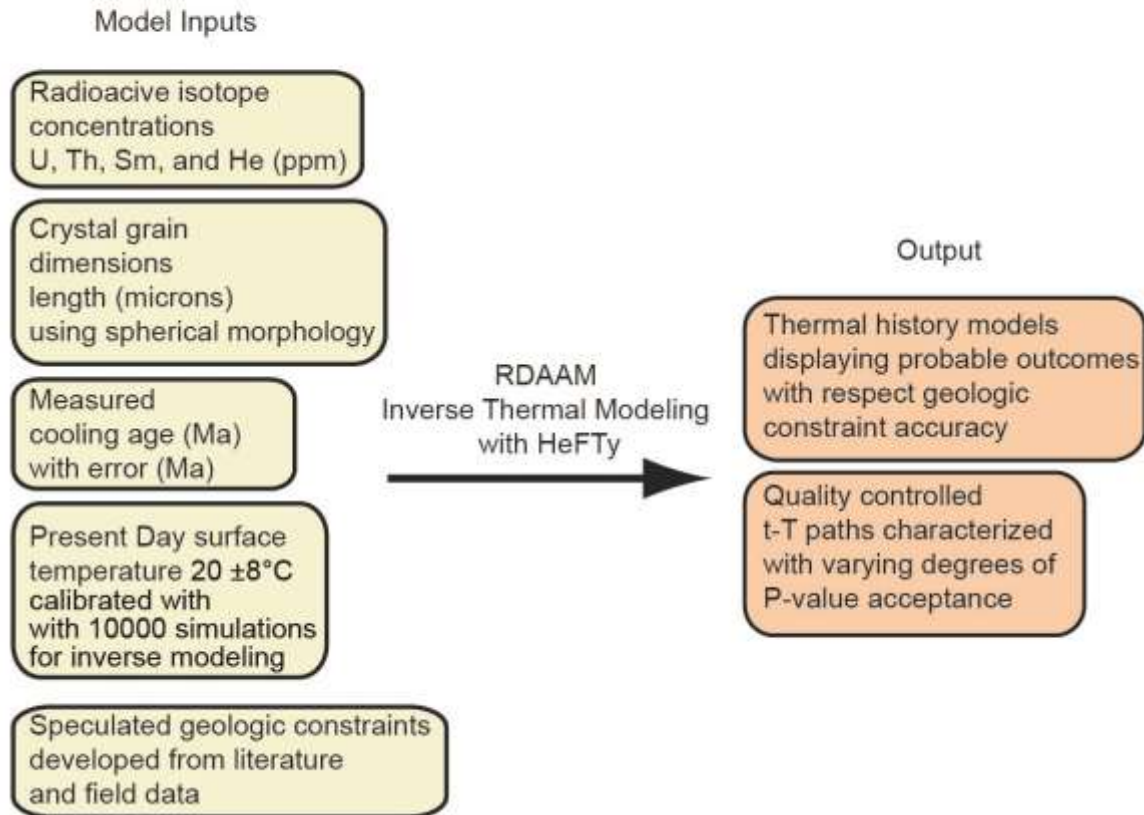 Model Inputs
Radioacive isotope
concentrations
U, Th, Sm, and He (ppm)
Crystal grain
dimensions
length (microns)
using spherical morphology
Measured
cooling age (Ma)
with error (Ma)
Present Day surface
temperature 20 ±8°C
calibrated with
with 10000 simulations
for inverse modeling
Speculated geologic constraints
developed from literature
and field data
RDAAM
Inverse Thermal Modeling
with HeFTy
Output
Thermal history models
displaying probable outcomes
with respect geologic
constraint accuracy
Quality controlled
t-T paths characterized
with varying degrees of
P-value acceptance